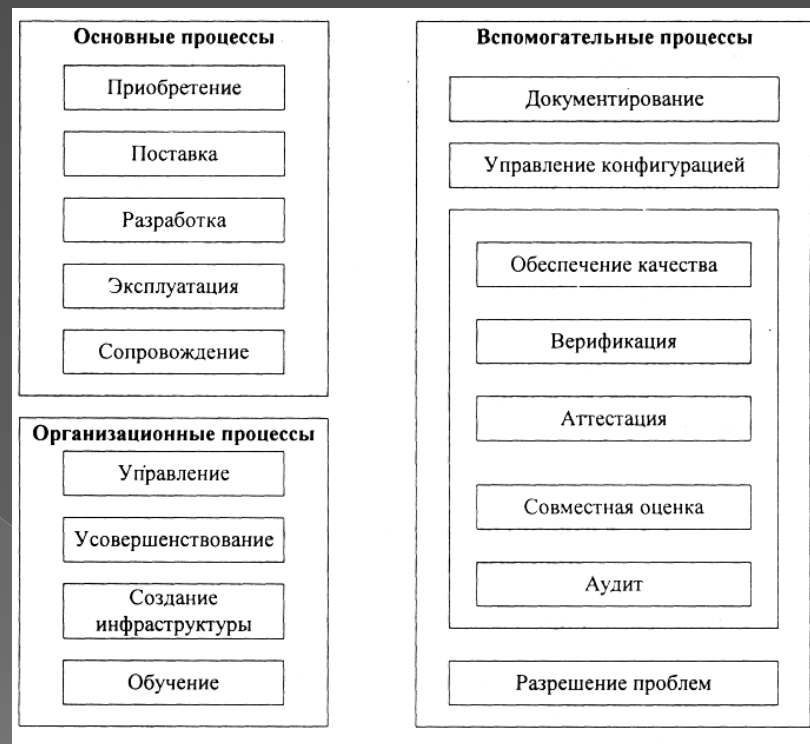 Основные процессы
Приобретение
Поставка
Разработка
Эксплуатация
Сопровождение
Организационные процессы
Управление
Усовершенствование
Создание
инфраструктуры
Обучение
Вспомогательные процессы
Документирование
Управление конфигурацией
Обеспечение качества
Верификация
Аттестация
Совместная оценка
Аудит
Разрешение проблем